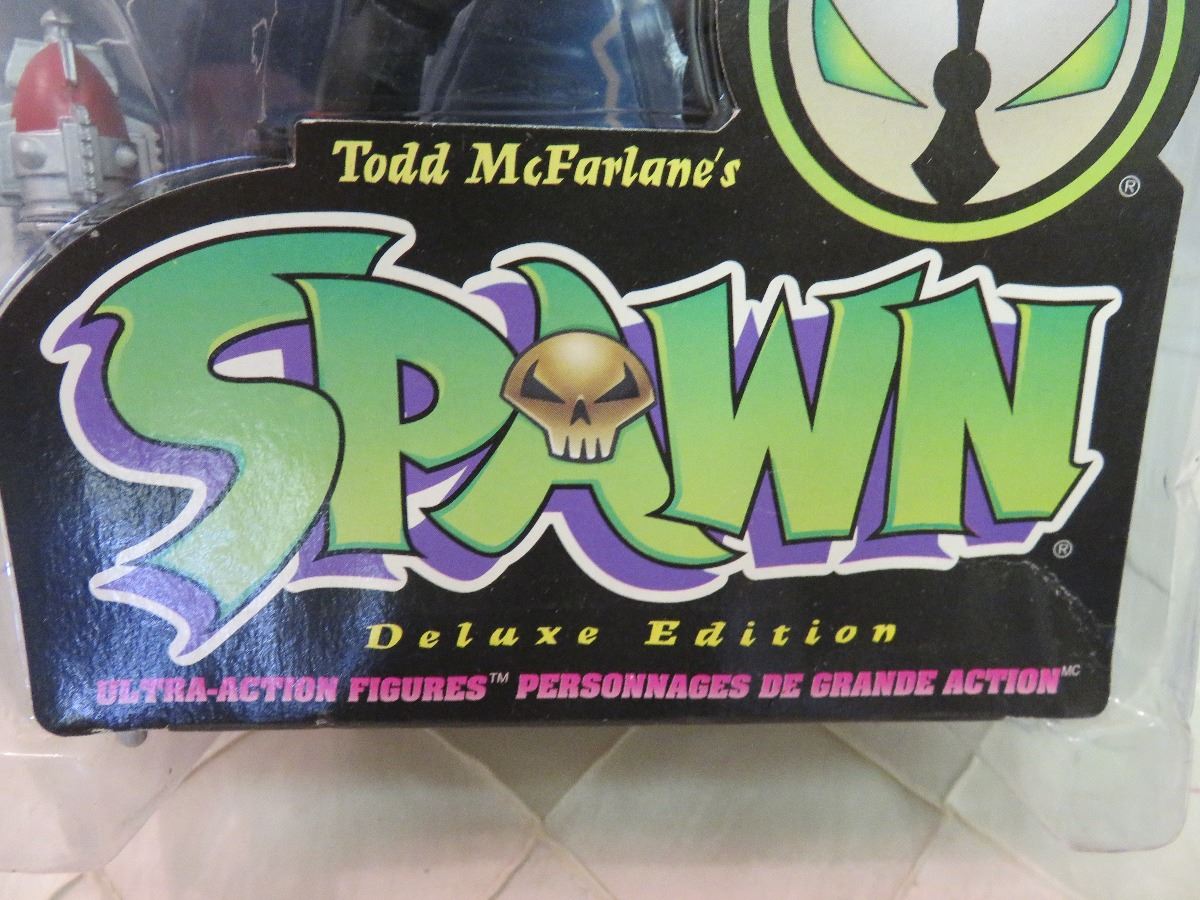 ®
Todd McFarlane's
SPAWN®
Deluxe Edition
ULTRA-ACTION FIGURES™ PERSONNAGES DE GRANDE ACTION MC